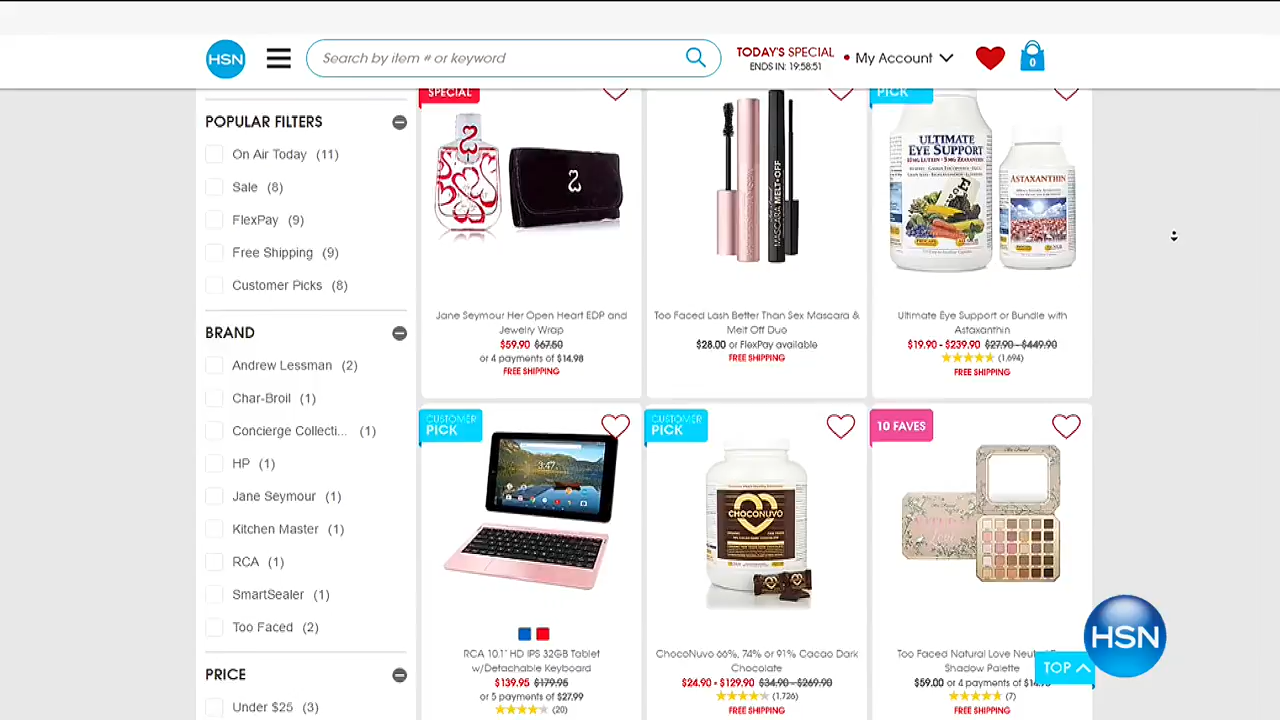 HSN
Search by item # or keyword
TODAY'S SPECIAL
ENDS IN: 19:58:51
My Account
0
POPULAR FILTERS
On Air Today (11)
Sale (8)
FlexPay (9)
Free Shipping (9)
Customer Picks (8)
BRAND
Andrew Lessman (2)
Char-Broil (1)
Concierge Collecti... (1)
HP (1)
Jane Seymour (1)
Kitchen Master (1)
RCA (1)
SmartSealer (1)
Too Faced (2)
PRICE
Under $25 (3)
SPECIAL
Jane Seymour Her Open Heart EDP and
Jewelry Wrap
$59.90 $67.50
or 4 payments of $14.98
FREE SHIPPING
MASCARA MELT-OFF
Too Faced Lash Better Than Sex Mascara &
Melt Off Duo
$28.00 or FlexPay available
FREE SHIPPING
PICK
ULTIMATE
EYE SUPPORT
ASTAXANTHIN
Ultimate Eye Support or Bundle with
Astaxanthin
$19.90 - $239.90 $27.90 - $449.90
(1,694)
FREE SHIPPING
CUSTOMER
PICK
3:47
RCA 10.1" HD IPS 32GB Tablet
w/Detachable Keyboard
$139.95 $179.95
or 5 payments of $27.99
(20)
CUSTOMER
PICK
CHOCONUVO
ChocoNuvo 66%, 74% or 91% Cacao Dark
Chocolate
$24.90 - $129.90 $34.90 - $269.90
(1,726)
FREE SHIPPING
10 FAVES
Too Faced Natural Love
Shadow Palette
$59.00 or 4 payments of
(7)
FREE SHIPPING
TOP
HSN